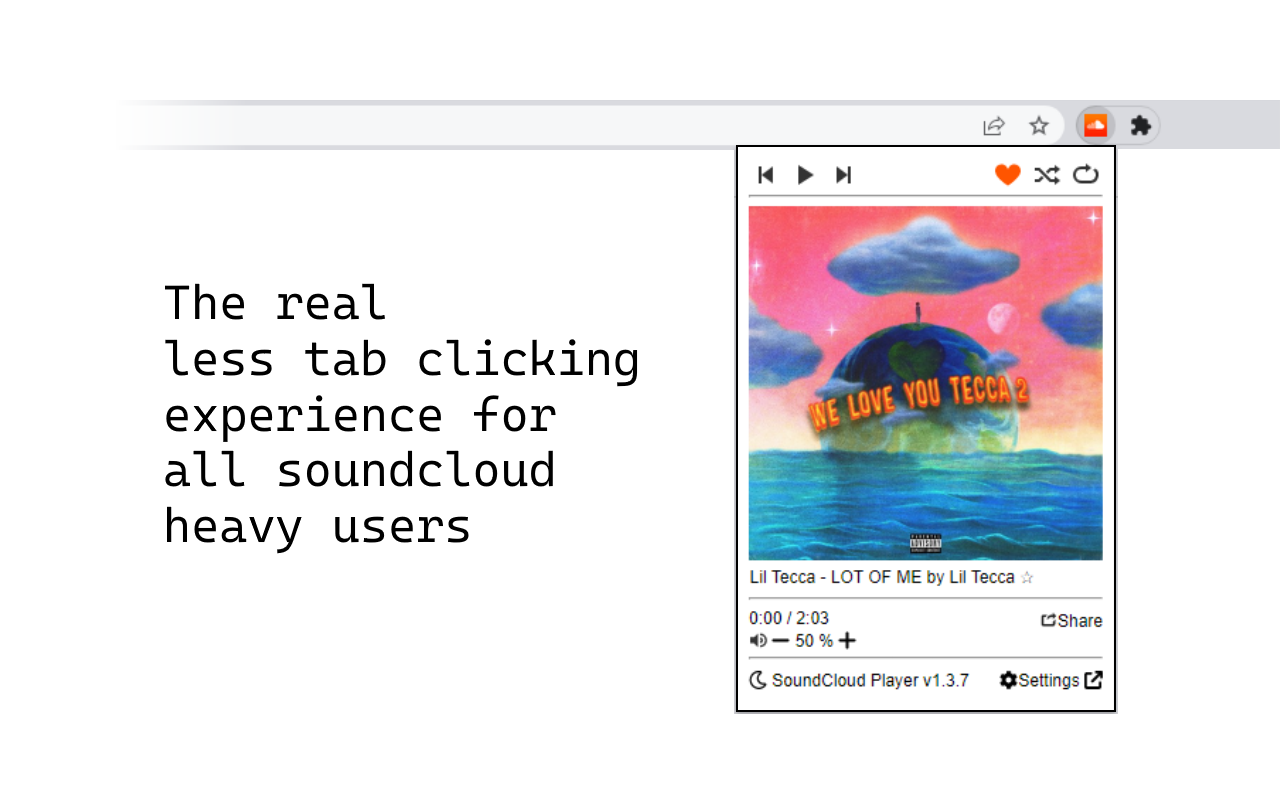 The real
less tab clicking
experience for
all soundcloud
heavy users
WE LOVE YOU TECCA 2
PARENTAL
ADVISORY
EXPLICIT CONTENT
Lil Tecca - LOT OF ME by Lil Tecca ☆
0:00 / 2:03
Share
50 %
SoundCloud Player v1.3.7
Settings